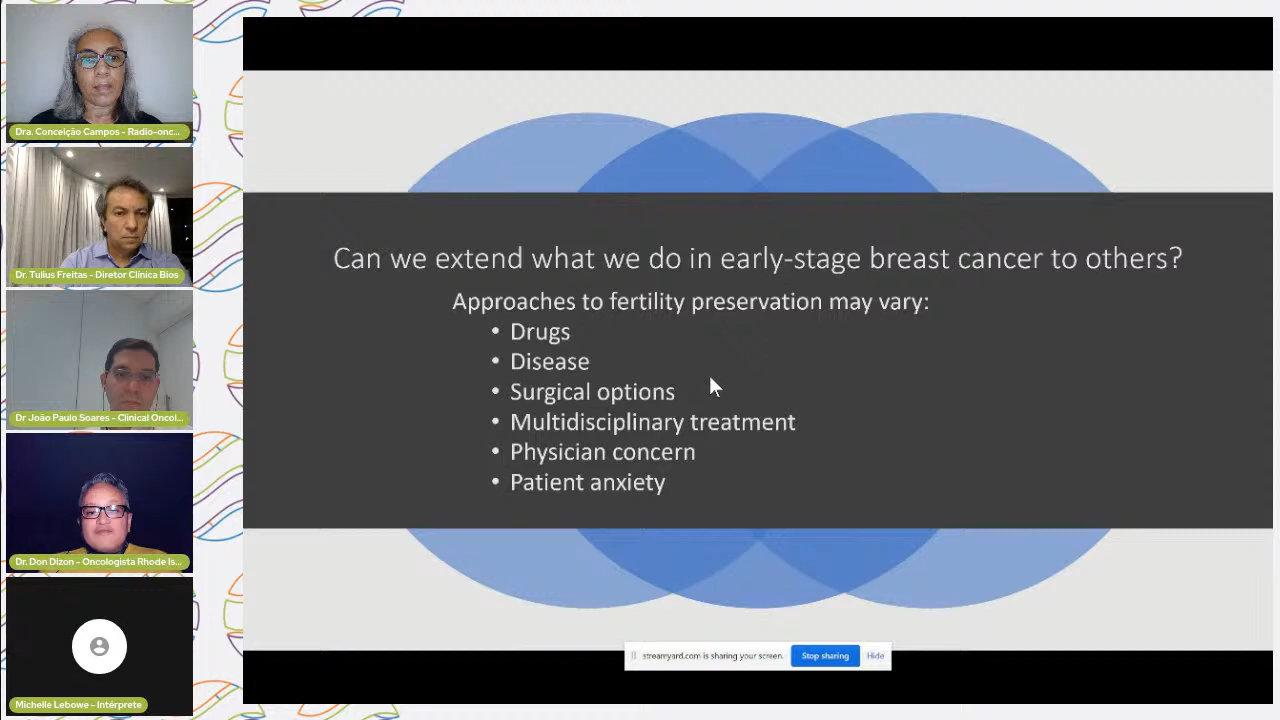 Dra. Conceição Campos - Radio-onc...
Dr. Tulius Freitas - Diretor Clínica Bios
Dr João Paulo Soares - Clinical Oncol...
Dr. Don Dizon - Oncologista Rhode Is...
Michelle Lebowe - Intérprete
Can we extend what we do in early-stage breast cancer to others?
Approaches to fertility preservation may vary:
• Drugs
• Disease
• Surgical options
• Multidisciplinary treatment
• Physician concern
• Patient anxiety
streamyard.com is sharing your screen. Stop sharing Hide